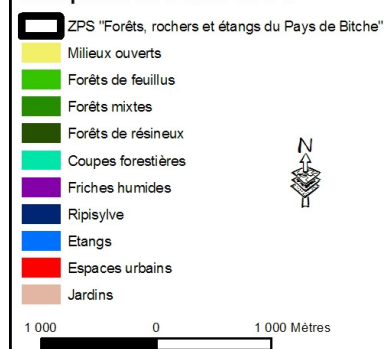 ZPS "Forêts, rochers et étangs du Pays de Bitche"
Milieux ouverts
Forêts de feuillus
Forêts mixtes
Forêts de résineux
Coupes forestières
Friches humides
Ripisylve
Etangs
Espaces urbains
Jardins
N
1 000 0 1 000 Mètres